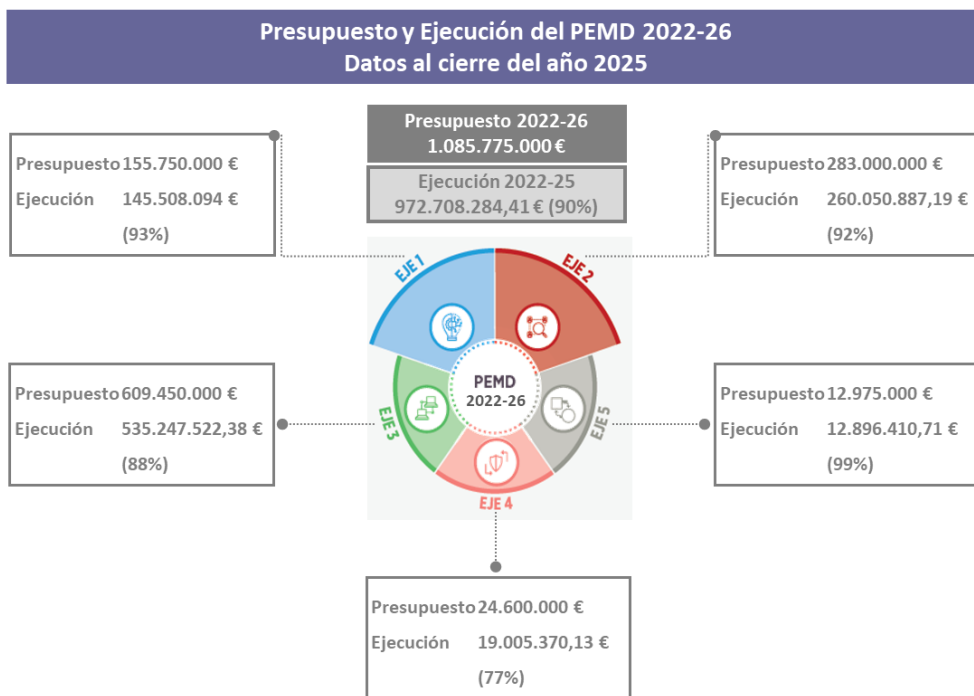 Presupuesto y Ejecución del PEMD 2022-26
Datos al cierre del año 2025
Presupuesto 2022-26
1.085.775.000 €
Ejecución 2022-25
972.708.284,41 € (90%)
Presupuesto 155.750.000 €
Ejecución 145.508.094 €
(93%)
Presupuesto 283.000.000 €
Ejecución 260.050.887,19 €
(92%)
EJE 1
EJE 2
PEMD
2022-26
EJE 3
EJE 5
EJE 4
Presupuesto 609.450.000 €
Ejecución 535.247.522,38 €
(88%)
Presupuesto 12.975.000 €
Ejecución 12.896.410,71 €
(99%)
Presupuesto 24.600.000 €
Ejecución 19.005.370,13 €
(77%)